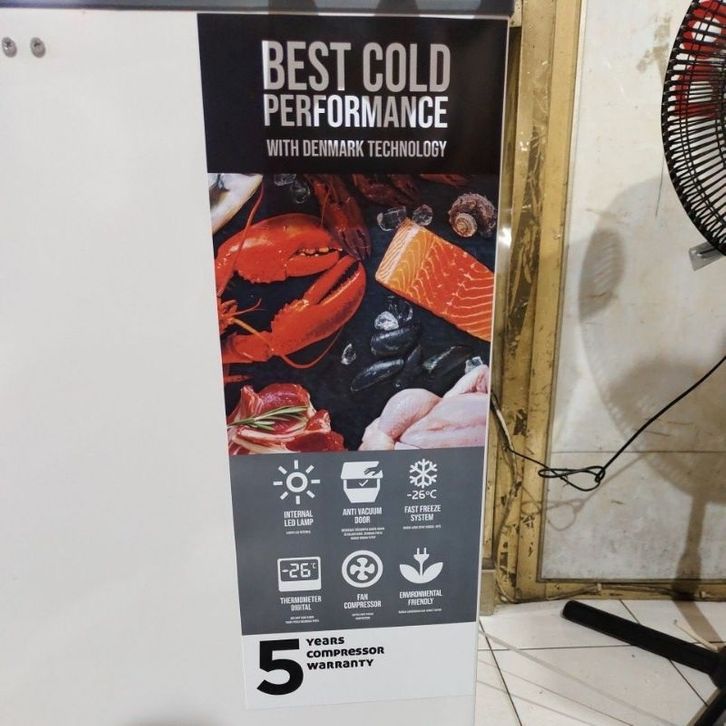 BEST COLD
PERFORMANCE
WITH DENMARK TECHNOLOGY
INTERNAL
LED LAMP
ANTI VACUUM
DOOR
-26°C
FAST FREEZE
SYSTEM
-26°C
THERMOMETER
DIGITAL
FAN
COMPRESSOR
ENVIRONMENTAL
FRIENDLY
5 YEARS
COMPRESSOR
WARRANTY